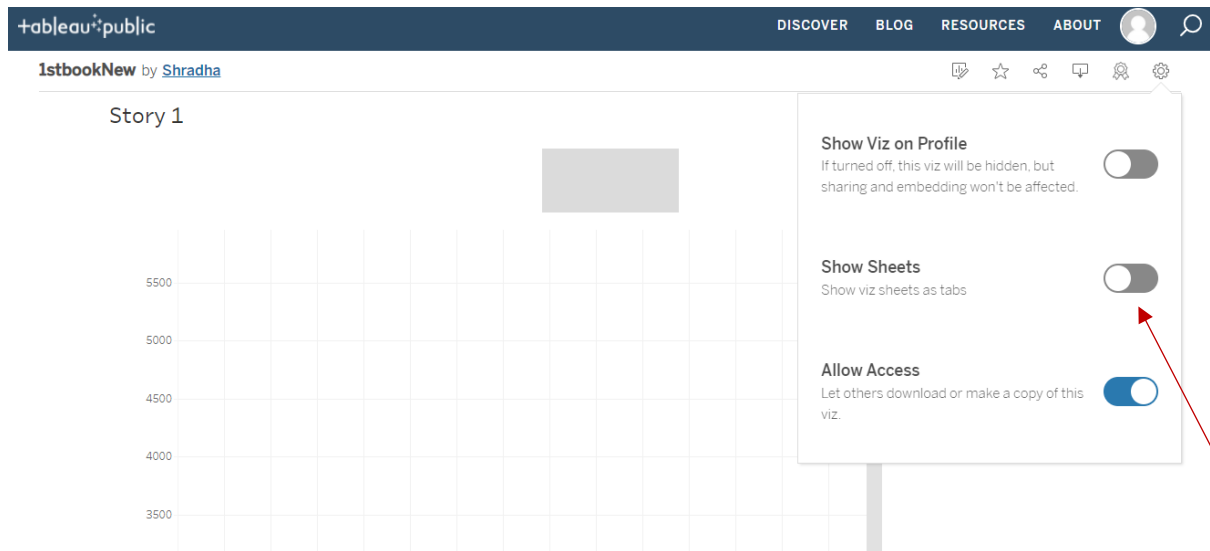 +ableau public
DISCOVER BLOG RESOURCES ABOUT
1stbookNew by Shradha
Story 1
5500
5000
4500
4000
3500
Show Viz on Profile
If turned off, this viz will be hidden, but
sharing and embedding won't be affected.
Show Sheets
Show viz sheets as tabs
Allow Access
Let others download or make a copy of this
viz.